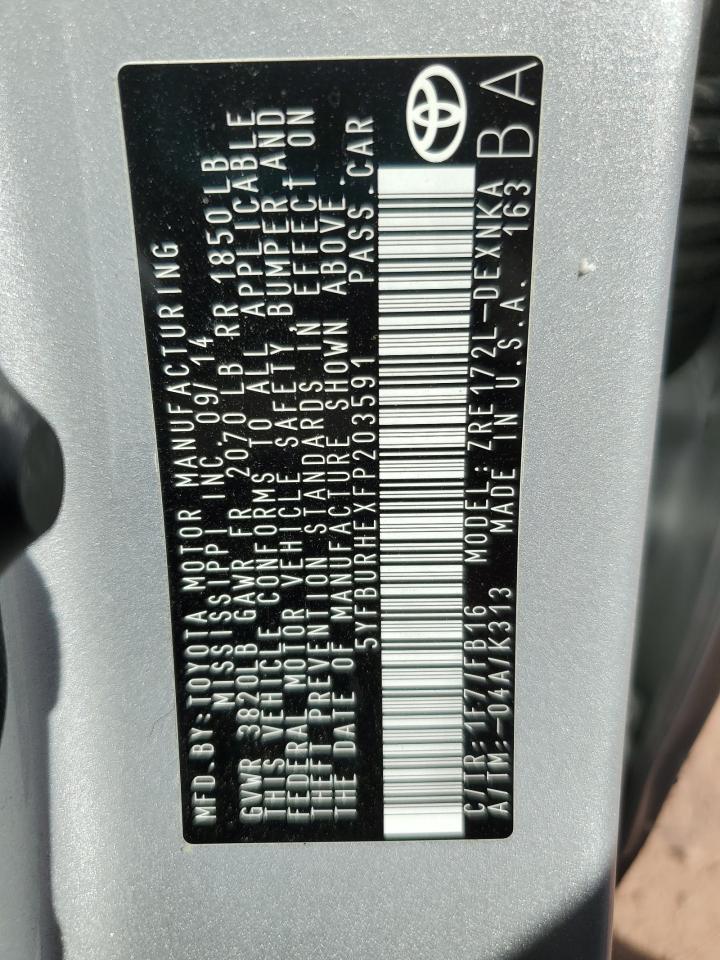 MFD.BY:TOYOTA MOTOR MANUFACTURING
MISSISSIPPI INC. 09/14
GVWR 3820LB GAWR FR 2070LB RR 1850LB
THIS VEHICLE CONFORMS TO ALL APPLICABLE
FEDERAL MOTOR VEHICLE SAFETY, BUMPER AND
THEFT PREVENTION STANDARDS IN EFFECT ON
THE DATE OF MANUFACTURE SHOWN ABOVE.
5YFBURHEXFP203591 PASS.CAR
C/TR: 1F7/FB16 MODEL: ZRE172L-DEXNKA
A/TM:-04A/K313 MADE IN U.S.A. 163
BA